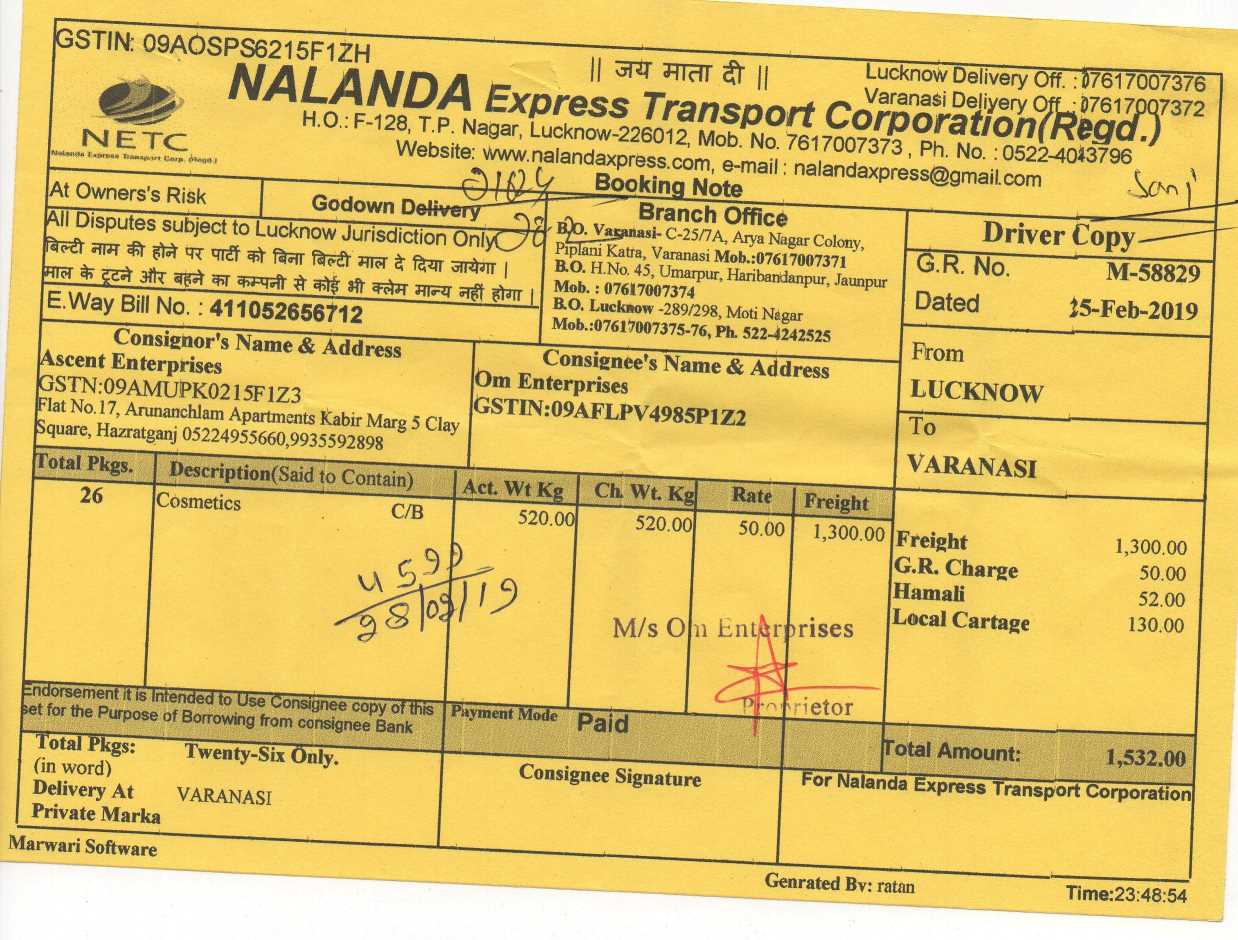 GSTIN: 09AOSPS6215F1ZH
|| जय माता दी ||
Lucknow Delivery Off. :07617007376
Varanasi Delivery Off :07617007372
NETC
Nalanda Express Transport Corp. (Regd.)
NALANDA Express Transport Corporation(Regd.)
H.O.: F-128, T.P. Nagar, Lucknow-226012, Mob. No. 7617007373 , Ph. No. : 0522-4043796
Website: www.nalandaxpress.com, e-mail : nalandaxpress@gmail.com
Booking Note
At Owners's Risk
Godown Delivery
All Disputes subject to Lucknow Jurisdiction Only
बिल्टी नाम की होने पर पार्टी को बिना बिल्टी माल दे दिया जायेगा |
माल के टूटने और बहने का कम्पनी से कोई भी क्लेम मान्य नहीं होगा |
E.Way Bill No. : 411052656712
Branch Office
B.O. Varanasi- C-25/7A, Arya Nagar Colony,
Piplani Katra, Varanasi Mob.:07617007371
B.O. H.No. 45, Umarpur, Haribandanpur, Jaunpur
Mob. : 07617007374
B.O. Lucknow -289/298, Moti Nagar
Mob.:07617007375-76, Ph. 522-4242525
Driver Copy
G.R. No. M-58829
Dated 25-Feb-2019
From
LUCKNOW
To
VARANASI
Consignor's Name & Address
Ascent Enterprises
GSTN:09AMUPK0215F1Z3
Flat No.17, Arunanchlam Apartments Kabir Marg 5 Clay
Square, Hazratganj 05224955660,9935592898
Consignee's Name & Address
Om Enterprises
GSTIN:09AFLPV4985P1Z2
Total Pkgs. Description(Said to Contain) Act. Wt Kg Ch. Wt. Kg Rate Freight
26 Cosmetics C/B 520.00 520.00 50.00 1,300.00
4599
28/02/19
M/s Om Enterprises
Proprietor
Freight 1,300.00
G.R. Charge 50.00
Hamali 52.00
Local Cartage 130.00
Endorsement it is Intended to Use Consignee copy of this
set for the Purpose of Borrowing from consignee Bank
Payment Mode Paid
Total Amount: 1,532.00
Total Pkgs: Twenty-Six Only.
(in word)
Delivery At VARANASI
Private Marka
Consignee Signature
For Nalanda Express Transport Corporation
Marwari Software
Genrated By: ratan
Time:23:48:54